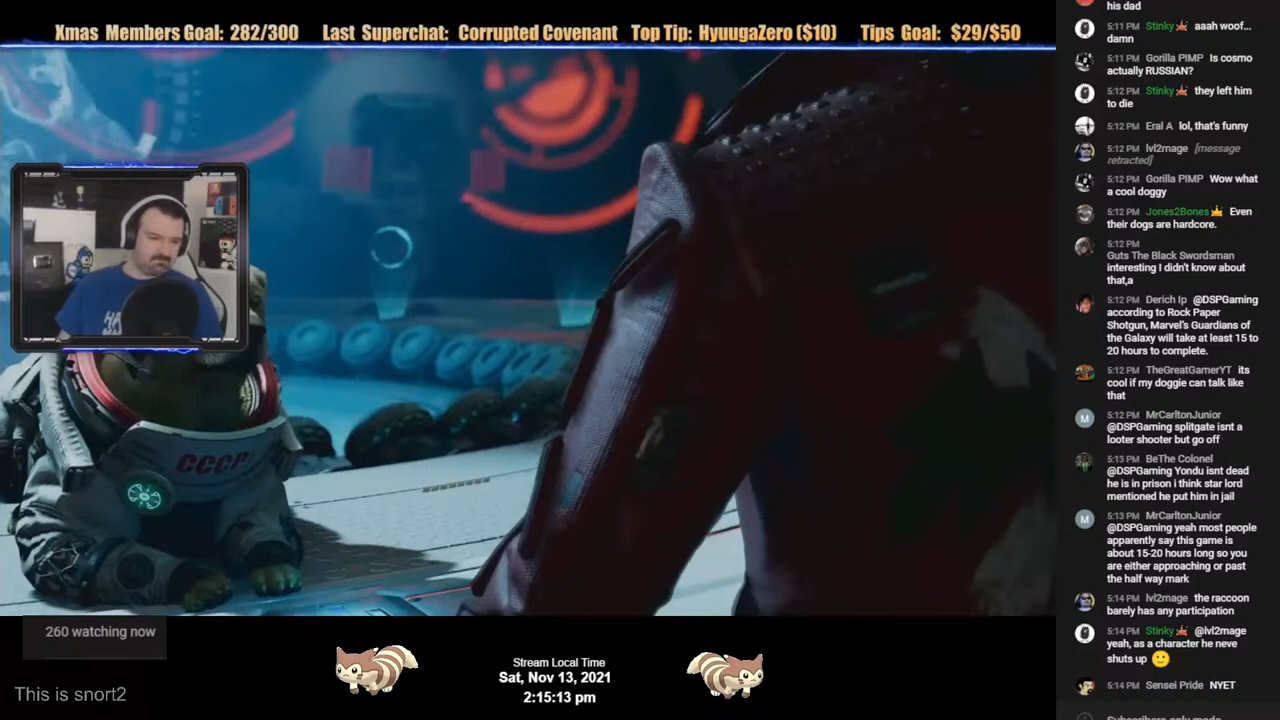 Xmas Members Goal: 282/300 Last Superchat: Corrupted Covenant Top Tip: HyuugaZero ($10) Tips Goal: $29/$50
his dad
5:11 PM Stinky aaah woof...
damn
5:11 PM Gorilla PIMP Is cosmo
actually RUSSIAN?
5:12 PM Stinky they left him
to die
5:12 PM Eral A lol, that's funny
5:12 PM lvl2mage [message
retracted]
5:12 PM Gorilla PIMP Wow what
a cool doggy
5:12 PM Jones2Bones Even
their dogs are hardcore.
5:12 PM
Guts The Black Swordsman
interesting I didn't know about
that,a
5:12 PM Derich Ip @DSPGaming
according to Rock Paper
Shotgun, Marvel's Guardians of
the Galaxy will take at least 15 to
20 hours to complete.
5:12 PM TheGreatGamerYT its
cool if my doggie can talk like
that
5:12 PM MrCarltonJunior
@DSPGaming splitgate isnt a
looter shooter but go off
5:13 PM BeThe Colonel
@DSPGaming Yondu isnt dead
he is in prison i think star lord
mentioned he put him in jail
5:13 PM MrCarltonJunior
@DSPGaming yeah most people
apparently say this game is
about 15-20 hours long so you
are either approaching or past
the half way mark
5:14 PM lvl2mage the raccoon
barely has any participation
5:14 PM Stinky @lvl2mage
yeah, as a character he neve
shuts up 🙂
5:14 PM Sensei Pride NYET
M
M
CCCP
260 watching now
This is snort2
Stream Local Time
Sat, Nov 13, 2021
2:15:13 pm